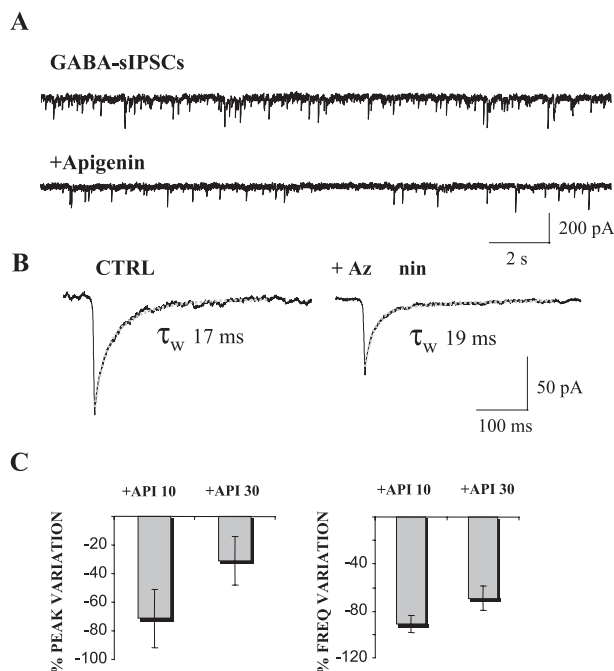 A
GABA-sIPSCs
+Apigenin
200 pA
2 s
B
CTRL
+ Az nin
τw 17 ms
τw 19 ms
50 pA
100 ms
C
+API 10
+API 30
% PEAK VARIATION
-20
-40
-60
-80
-100
+API 10
+API 30
% FREQ VARIATION
-40
-80
-120